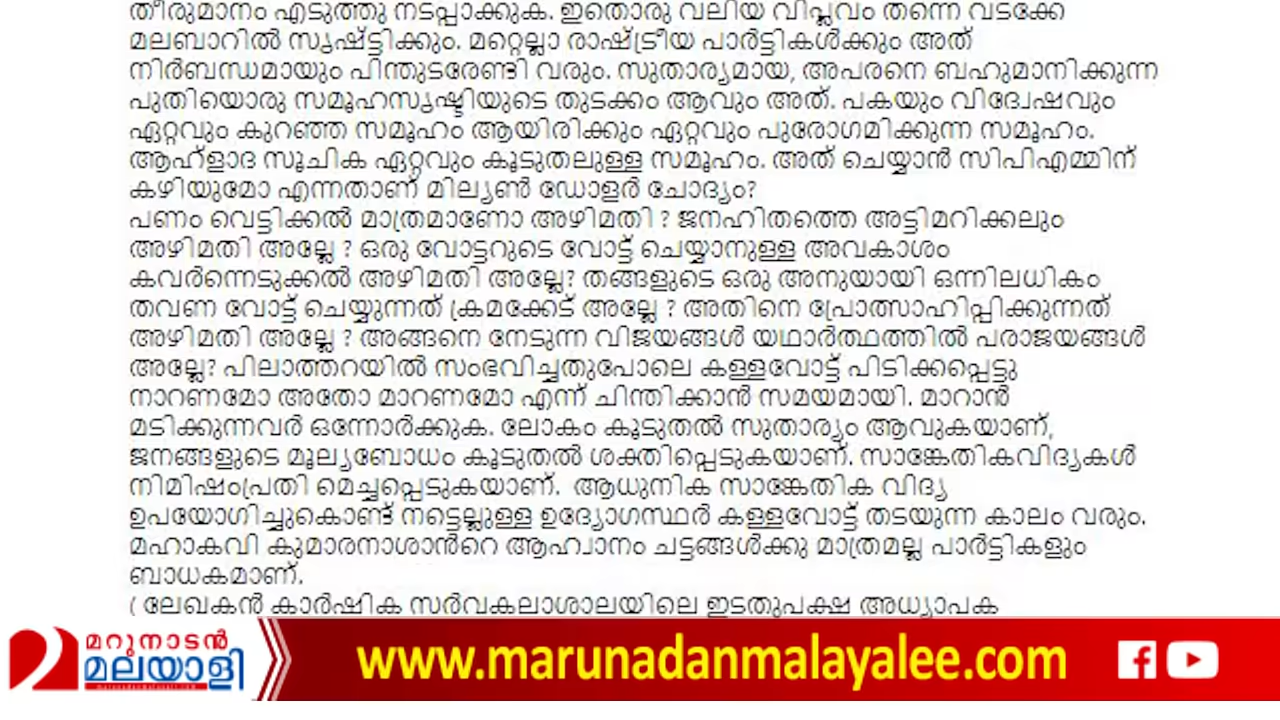 തീരുമാനം എടുത്തു നടപ്പാക്കുക. ഇതൊരു വലിയ വിപ്ലവം തന്നെ വടക്കേ
മലബാറിൽ സൃഷ്ട്ടിക്കും. മറ്റെല്ലാ രാഷ്ട്രീയ പാർട്ടികൾക്കും അത്
നിർബന്ധമായും പിന്തുടരേണ്ടി വരും. സുതാര്യമായ, അപരനെ ബഹുമാനിക്കുന്ന
പുതിയൊരു സമൂഹസൃഷ്ടിയുടെ തുടക്കം ആവും അത്. പകയും വിദ്വേഷവും
ഏറ്റവും കുറഞ്ഞ സമൂഹം ആയിരിക്കും ഏറ്റവും പുരോഗമിക്കുന്ന സമൂഹം.
ആഹ്ളാദ സൂചിക ഏറ്റവും കൂടുതലുള്ള സമൂഹം. അത് ചെയ്യാൻ സിപിഎമ്മിന്
കഴിയുമോ എന്നതാണ് മില്യൺ ഡോളർ ചോദ്യം?
പണം വെട്ടിക്കൽ മാത്രമാണോ അഴിമതി ? ജനഹിതത്തെ അട്ടിമറിക്കലും
അഴിമതി അല്ലേ ? ഒരു വോട്ടറുടെ വോട്ട് ചെയ്യാനുള്ള അവകാശം
കവർന്നെടുക്കൽ അഴിമതി അല്ലേ? തങ്ങളുടെ ഒരു അനുയായി ഒന്നിലധികം
തവണ വോട്ട് ചെയ്യുന്നത് ക്രമക്കേട് അല്ലേ ? അതിനെ പ്രോത്സാഹിപ്പിക്കുന്നത്
അഴിമതി അല്ലേ ? അങ്ങനെ നേടുന്ന വിജയങ്ങൾ യഥാർത്ഥത്തിൽ പരാജയങ്ങൾ
അല്ലേ? പിലാത്തറയിൽ സംഭവിച്ചതുപോലെ കള്ളവോട്ട് പിടിക്കപ്പെട്ടു
നാറണമോ അതോ മാറണമോ എന്ന് ചിന്തിക്കാൻ സമയമായി. മാറാൻ
മടിക്കുന്നവർ ഒന്നോർക്കുക. ലോകം കൂടുതൽ സുതാര്യം ആവുകയാണ്,
ജനങ്ങളുടെ മൂല്യബോധം കൂടുതൽ ശക്തിപ്പെടുകയാണ്. സാങ്കേതികവിദ്യകൾ
നിമിഷംപ്രതി മെച്ചപ്പെടുകയാണ്. ആധുനിക സാങ്കേതിക വിദ്യ
ഉപയോഗിച്ചുകൊണ്ട് നട്ടെല്ലുള്ള ഉദ്യോഗസ്ഥർ കള്ളവോട്ട് തടയുന്ന കാലം വരും.
മഹാകവി കുമാരനാശാൻറെ ആഹ്വാനം ചട്ടങ്ങൾക്കു മാത്രമല്ല പാർട്ടികളും
ബാധകമാണ്.
( ലേഖകൻ കാർഷിക സർവകലാശാലയിലെ ഇടതുപക്ഷ അധ്യാപക
മറുനാടൻ
മലയാളി
www.marunadanmalayalee.com